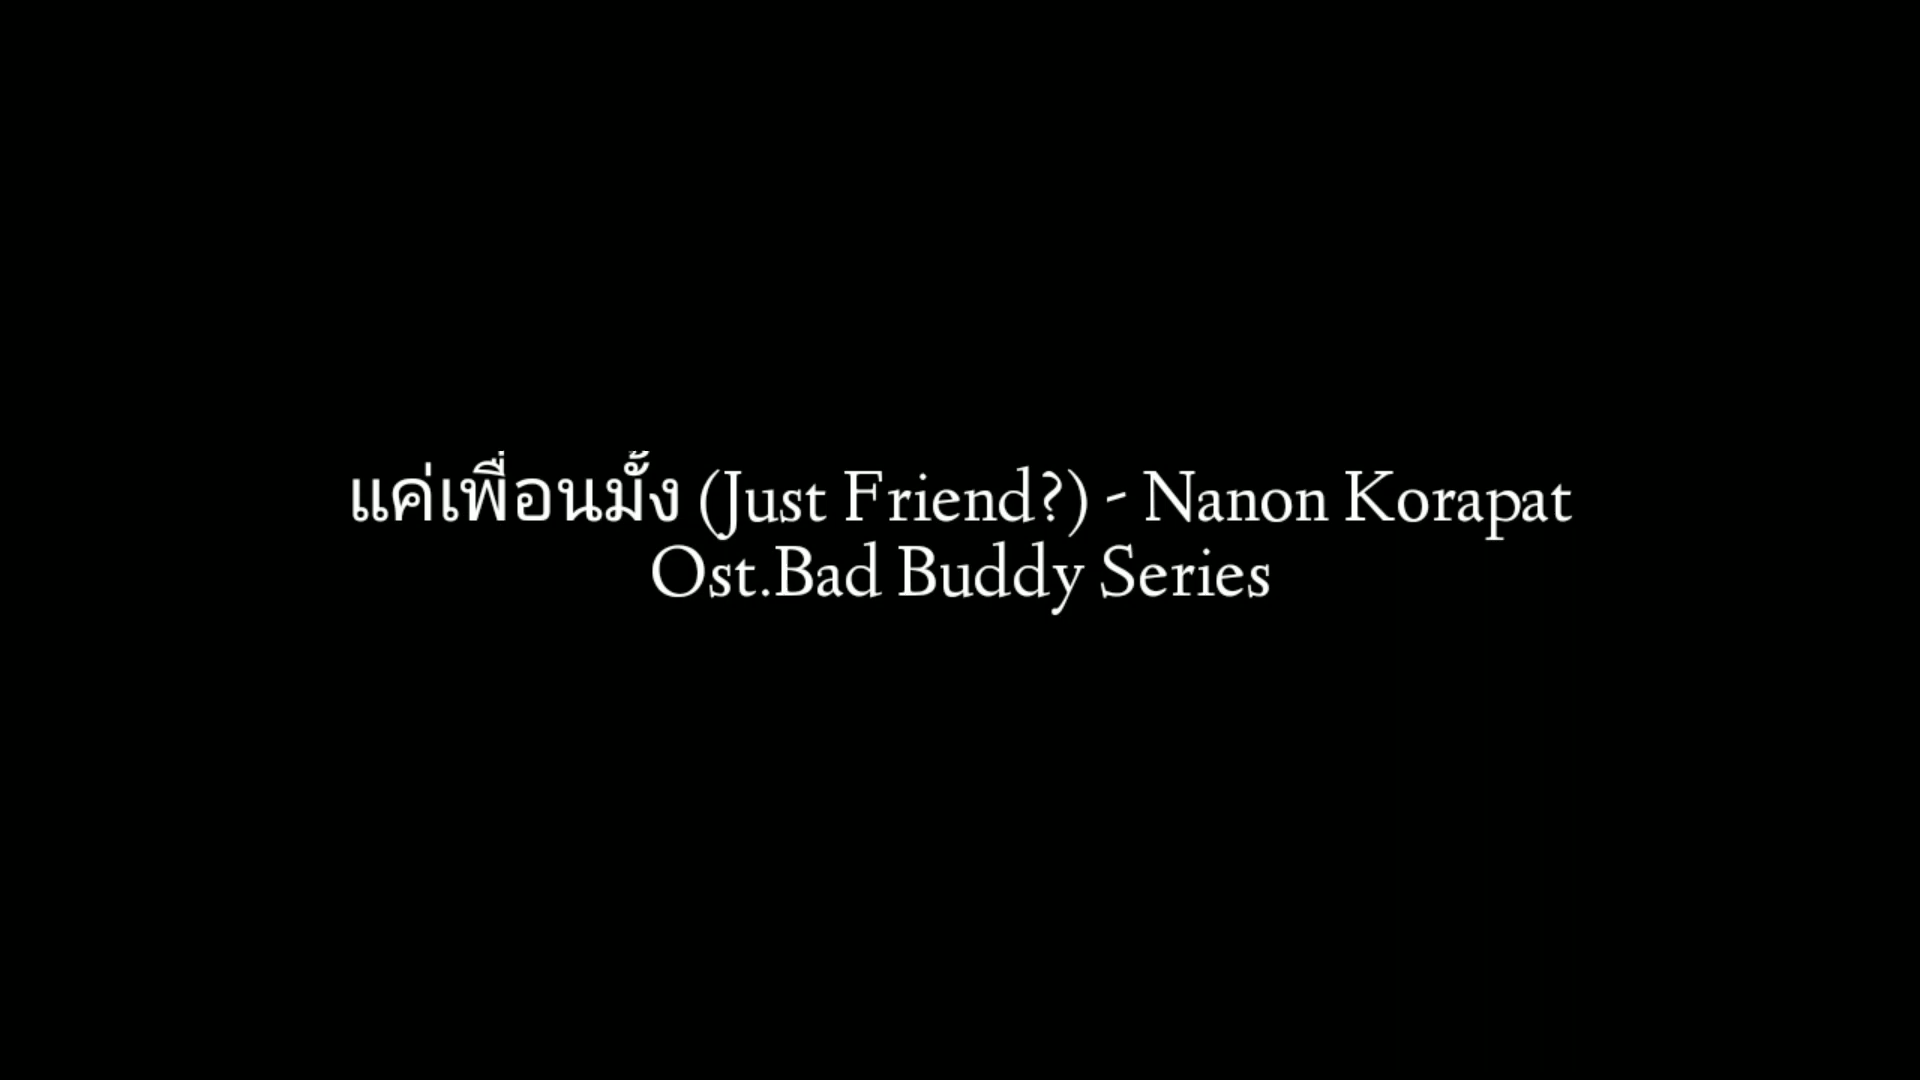 แค่เพื่อนมั้ง (Just Friend?) - Nanon Korapat
Ost.Bad Buddy Series